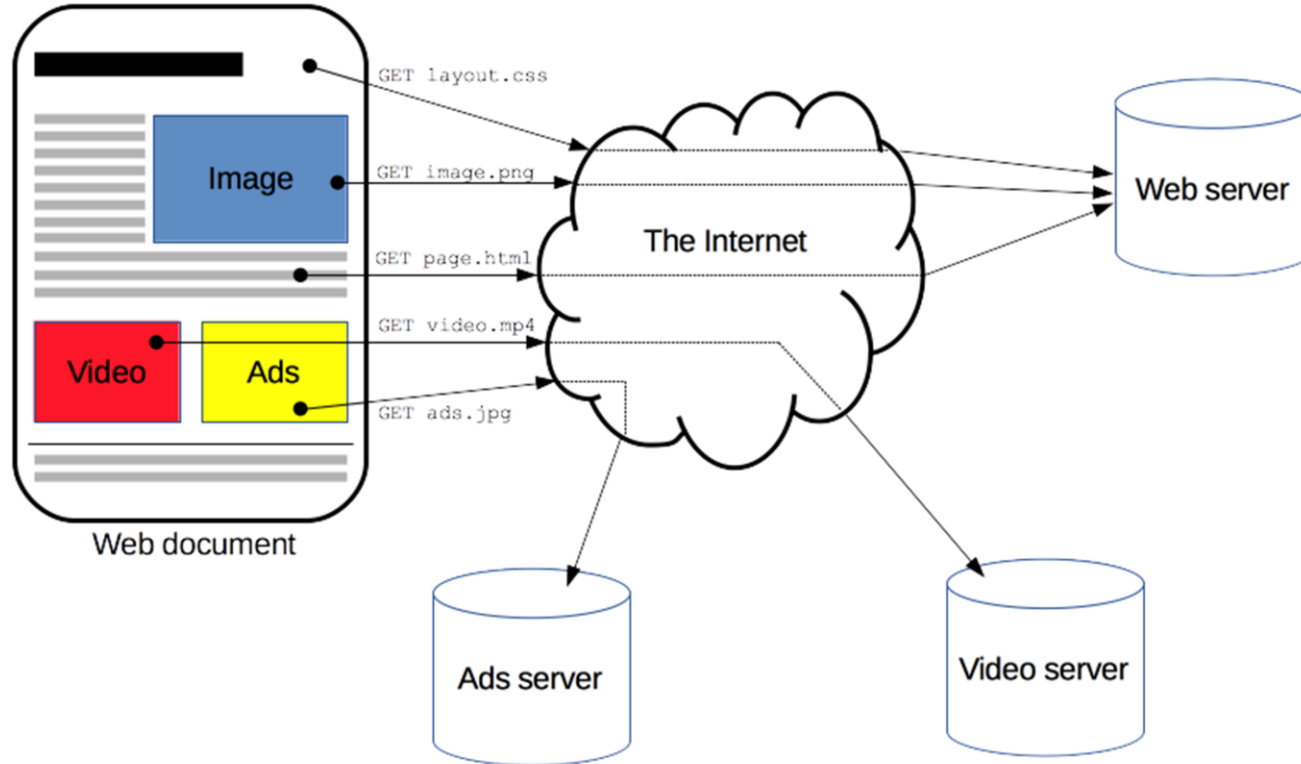 GET layout.css
Image
GET image.png
Web server
The Internet
GET page.html
GET video.mp4
Video
Ads
GET ads.jpg
Web document
Ads server
Video server